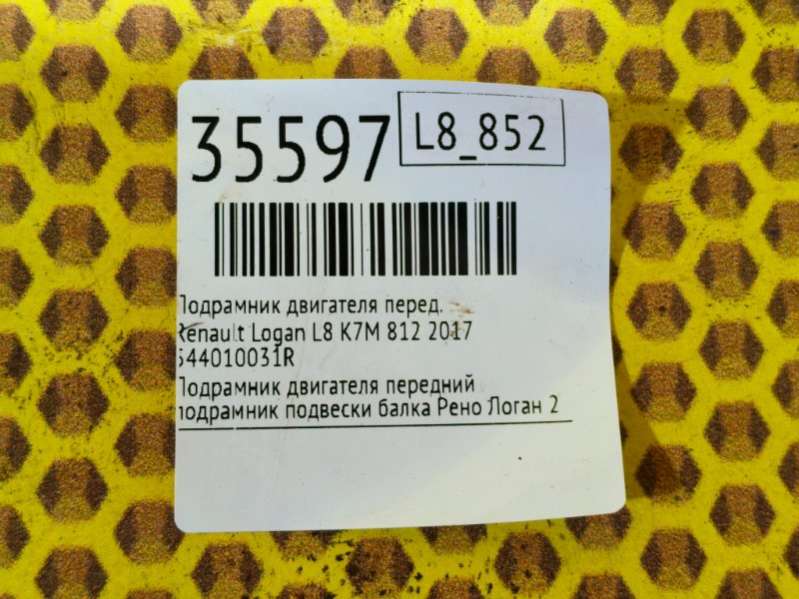 35597
L8_852
Подрамник двигателя перед.
Renault Logan L8 K7M 812 2017
544010031R
Подрамник двигателя передний
подрамник подвески балка Рено Логан 2